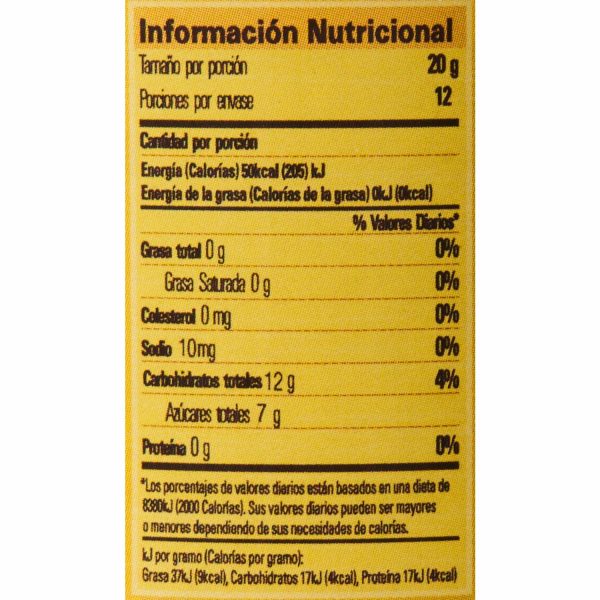 Información Nutricional
Tamaño por porción 20 g
Porciones por envase 12
Cantidad por porción
Energía (Calorías) 50kcal (205) kJ
Energía de la grasa (Calorías de la grasa) 0kJ (0kcal)
% Valores Diarios*
Grasa total 0 g 0%
Grasa Saturada 0 g 0%
Colesterol 0 mg 0%
Sodio 10mg 0%
Carbohidratos totales 12 g 4%
Azúcares totales 7 g
Proteína 0 g 0%
*Los porcentajes de valores diarios están basados en una dieta de
8380kJ (2000 Calorías). Sus valores diarios pueden ser mayores
o menores dependiendo de sus necesidades de calorías.
kJ por gramo (Calorías por gramo):
Grasa 37kJ (9kcal), Carbohidratos 17kJ (4kcal), Proteína 17kJ (4kcal)